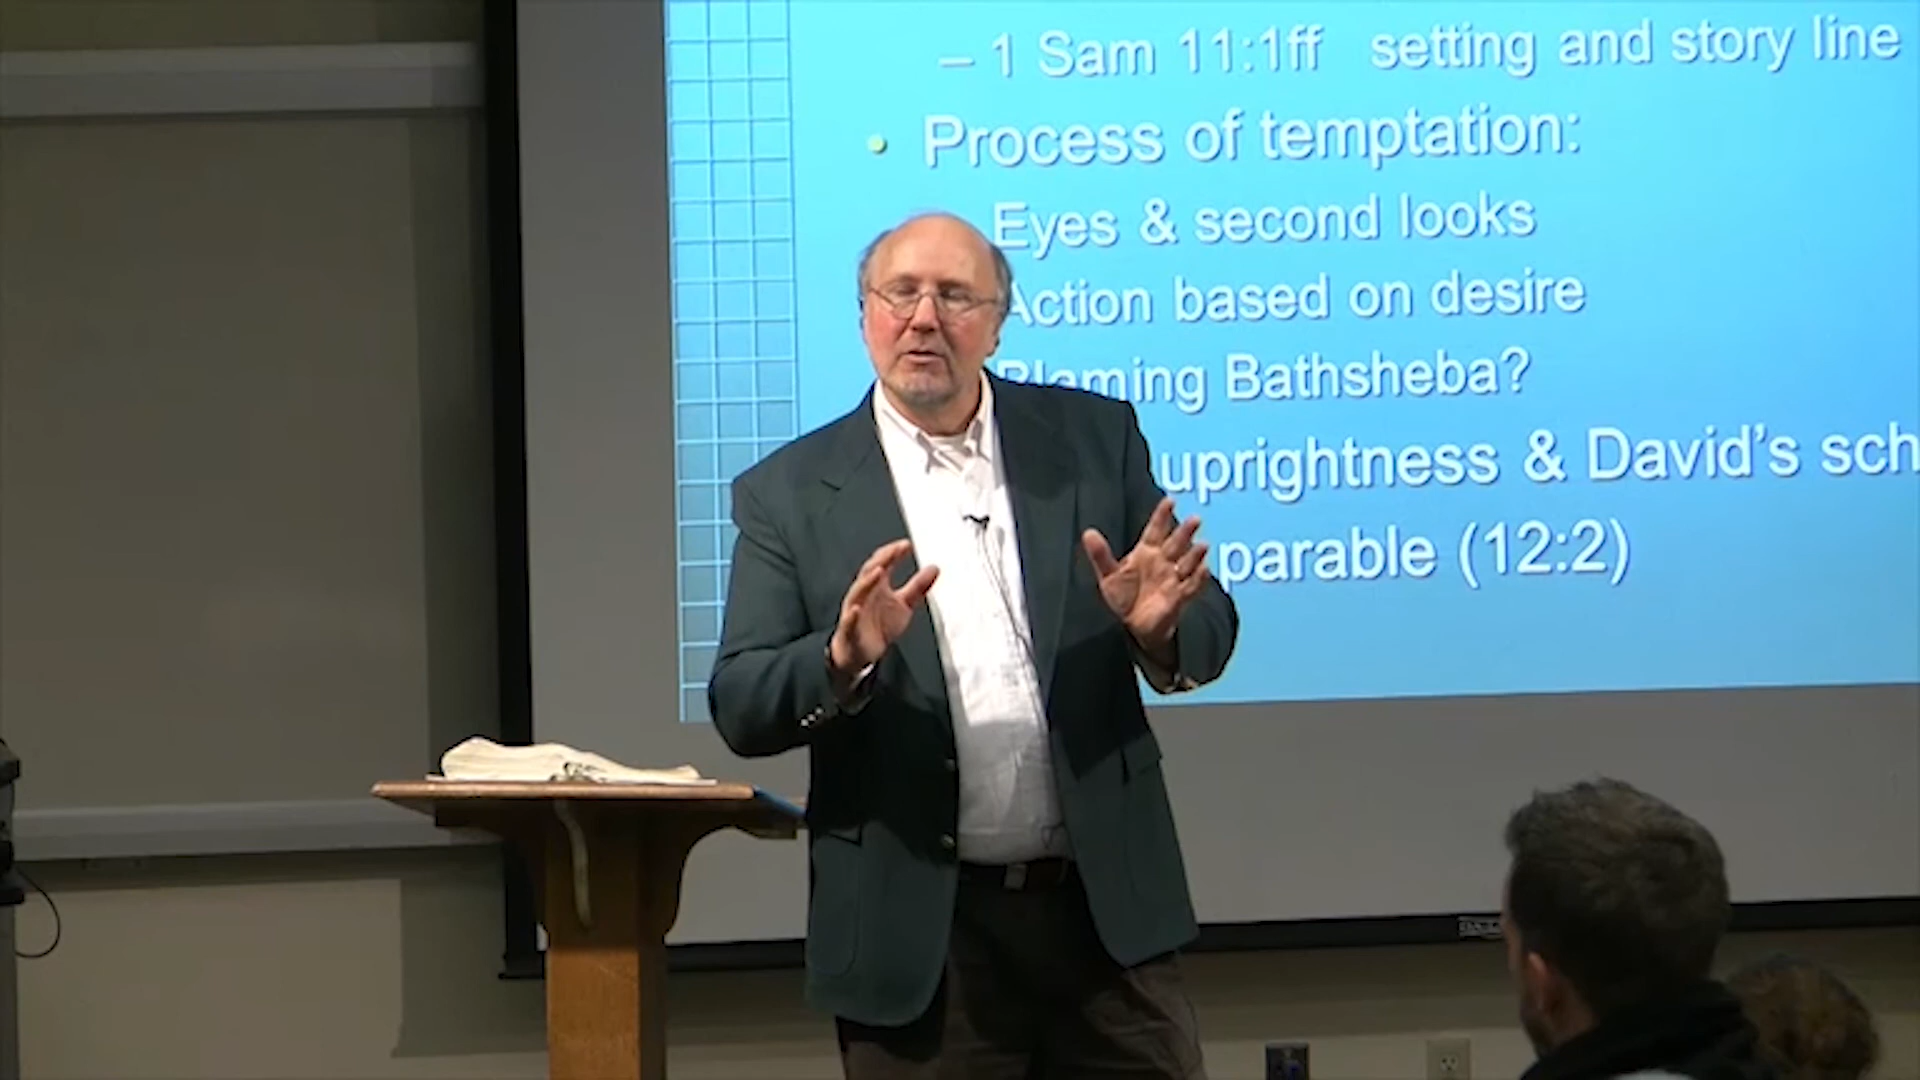 – 1 Sam 11:1ff setting and story line
• Process of temptation:
Eyes & second looks
Action based on desire
Blaming Bathsheba?
uprightness & David's sch
parable (12:2)